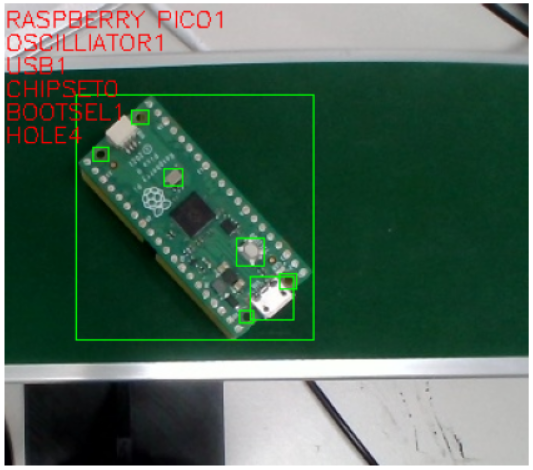 RASPBERRY PICO1
OSCILLIATOR1
USB1
CHIPSET0
BOOTSEL1
HOLE4